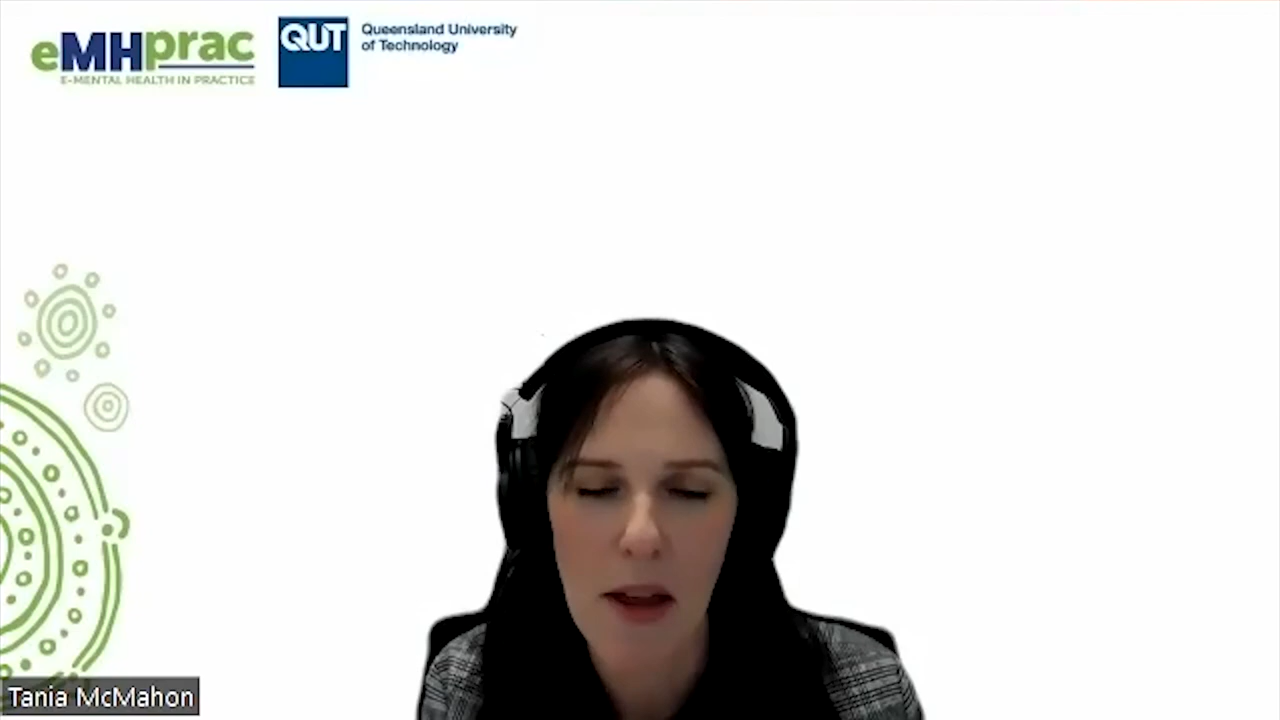 eMHprac
E-MENTAL HEALTH IN PRACTICE
QUT
Queensland University
of Technology
Tania McMahon